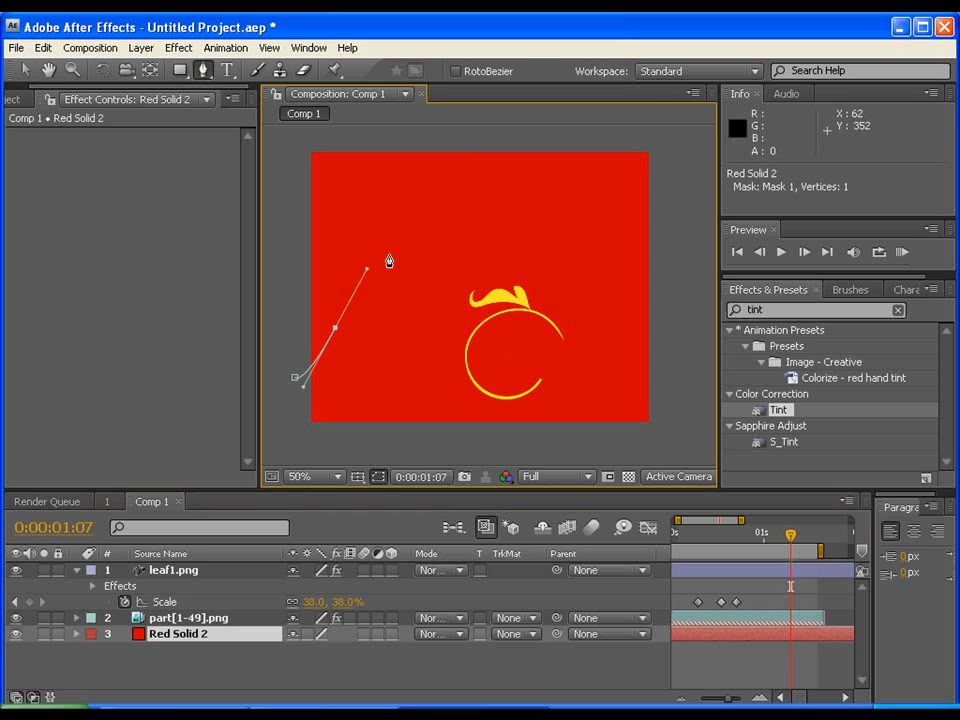 AE Adobe After Effects - Untitled Project.aep *
File Edit Composition Layer Effect Animation View Window Help
T RotoBezier Workspace: Standard Search Help
ject Effect Controls: Red Solid 2
Comp 1 • Red Solid 2
Composition: Comp 1
Comp 1
50% 0:00:01:07 Full Active Camera
Info Audio
R : X : 62
G : Y : 352
B :
A : 0
Red Solid 2
Mask: Mask 1, Vertices: 1
Preview
Effects & Presets Brushes Chara
tint
* Animation Presets
Presets
Image - Creative
Colorize - red hand tint
Color Correction
Tint
Sapphire Adjust
S_Tint
Render Queue 1 Comp 1
0:00:01:07
0s 01s
# Source Name Mode T TrkMat Parent
1 leaf1.png fx Nor... None
Effects
Scale 38.0, 38.0%
2 part[1-49].png fx Nor... None None
3 Red Solid 2 Nor... None None
Paragra
0 px
0 px